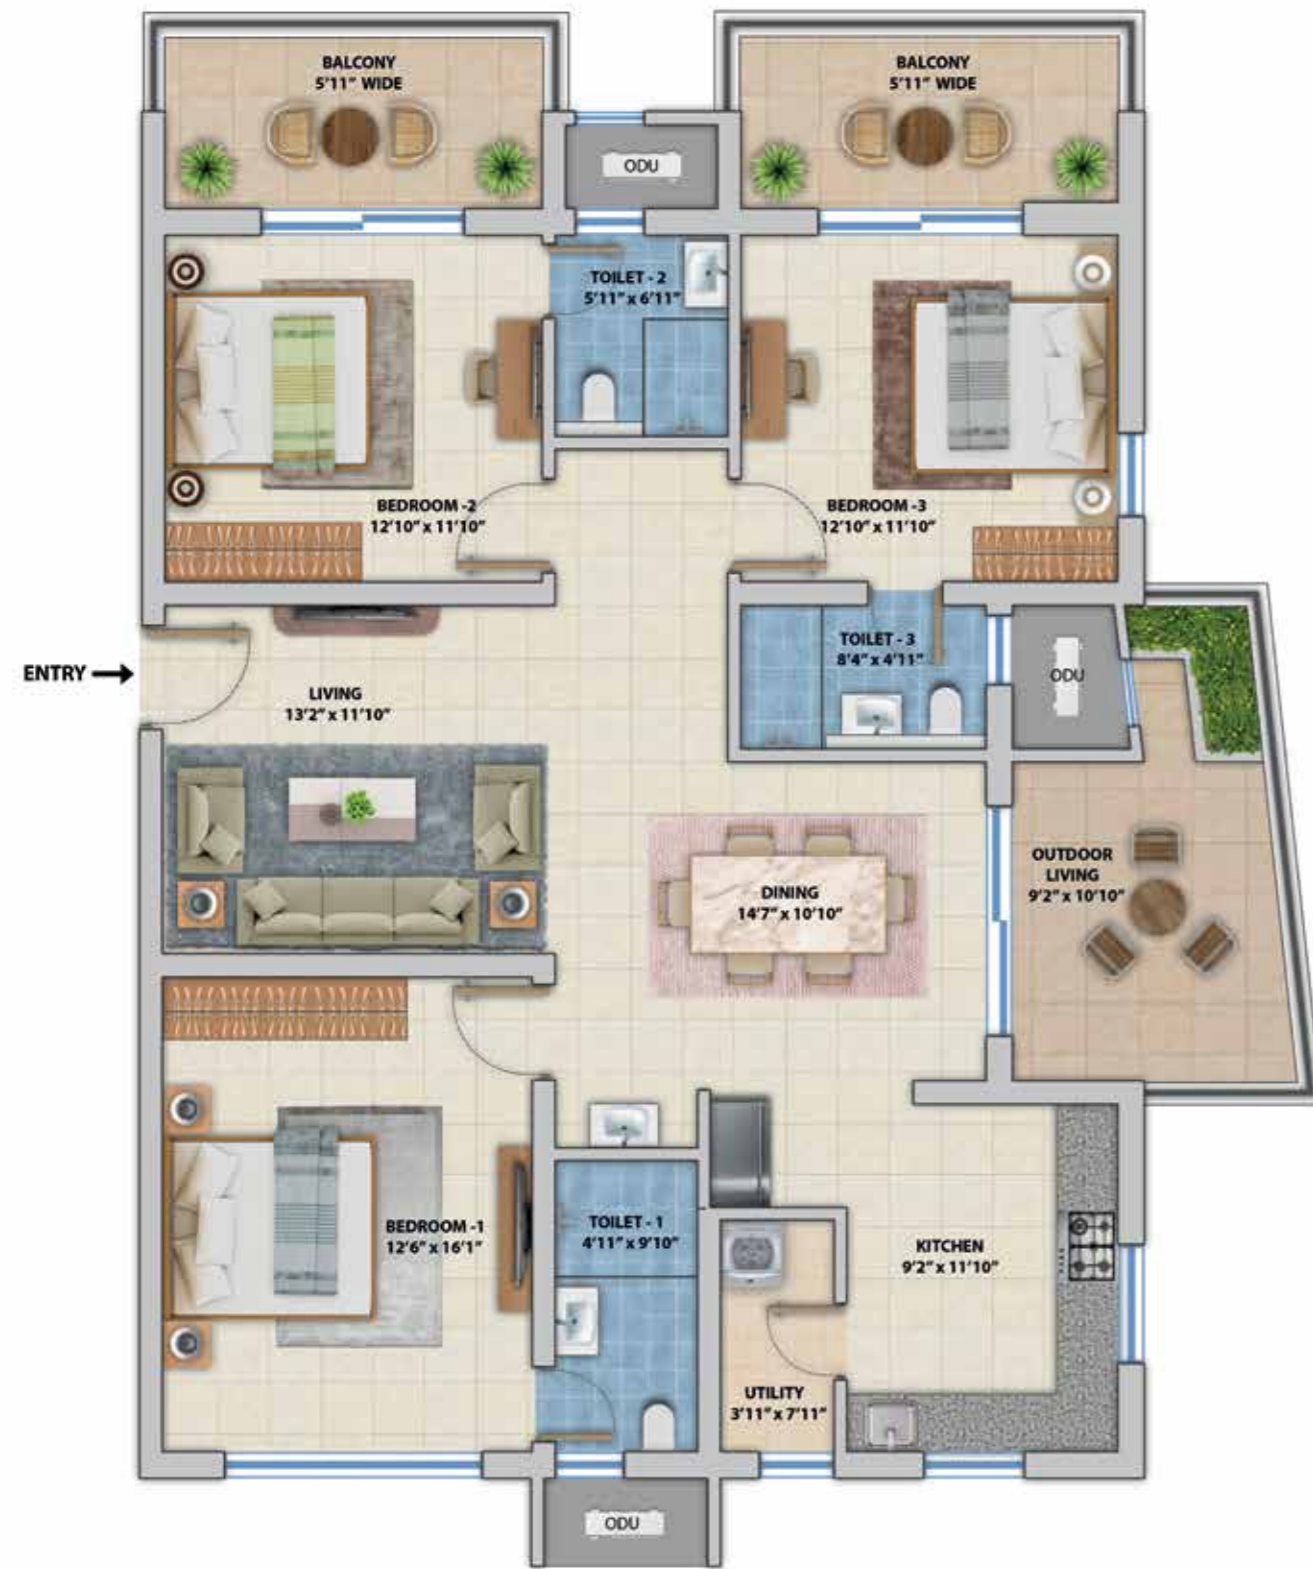 BALCONY
5'11" WIDE
BALCONY
5'11" WIDE
ODU
TOILET - 2
5'11" x 6'11"
BEDROOM -2
12'10" x 11'10"
BEDROOM -3
12'10" x 11'10"
TOILET - 3
8'4" x 4'11"
ODU
ENTRY
LIVING
13'2" x 11'10"
OUTDOOR
LIVING
9'2" x 10'10"
DINING
14'7" x 10'10"
BEDROOM -1
12'6" x 16'1"
TOILET - 1
4'11" x 9'10"
KITCHEN
9'2" x 11'10"
UTILITY
3'11" x 7'11"
ODU